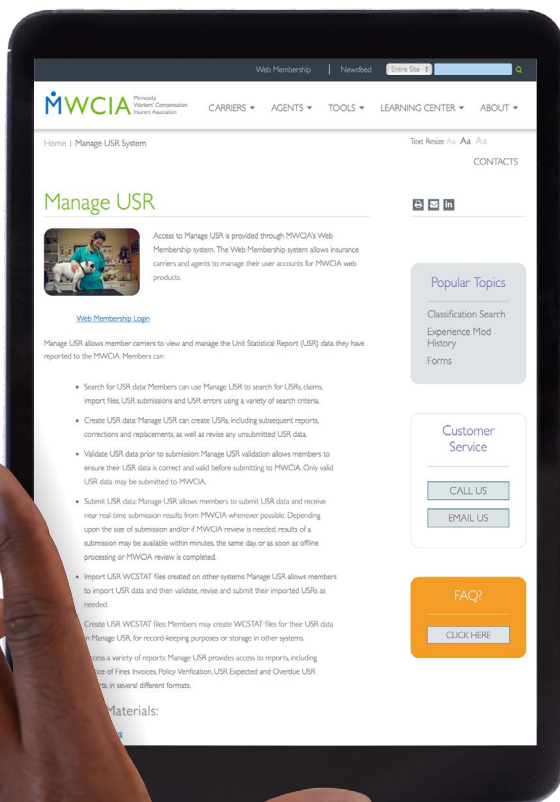 Web Membership | Newsfeed Entire Site
MWCIA Minnesota
Workers' Compensation
Insurers Association
CARRIERS AGENTS TOOLS LEARNING CENTER ABOUT
Home | Manage USR System
Text Resize Aa Aa Aa
CONTACTS
Manage USR
Access to Manage USR is provided through MWCIA's Web
Membership system. The Web Membership system allows insurance
carriers and agents to manage their user accounts for MWCIA web
products.
Web Membership Login
Manage USR allows member carriers to view and manage the Unit Statistical Report (USR) data they have
reported to the MWCIA. Members can:
• Search for USR data: Members can use Manage USR to search for USRs, claims,
import files, USR submissions and USR errors using a variety of search criteria.
• Create USR data: Manage USR can create USRs, including subsequent reports,
corrections and replacements, as well as revise any unsubmitted USR data.
• Validate USR data prior to submission: Manage USR validation allows members to
ensure their USR data is correct and valid before submitting to MWCIA. Only valid
USR data may be submitted to MWCIA.
• Submit USR data: Manage USR allows members to submit USR data and receive
near real-time submission results from MWCIA whenever possible. Depending
upon the size of submission and/or if MWCIA review is needed, results of a
submission may be available within minutes, the same day, or as soon as offline
processing or MWCIA review is completed.
• Import USR WCSTAT files created on other systems: Manage USR allows members
to import USR data and then validate, revise and submit their imported USRs as
needed.
Create USR WCSTAT files: Members may create WCSTAT files for their USR data
in Manage USR, for record-keeping purposes or storage in other systems.
a variety of reports: Manage USR provides access to reports, including
of Fines Invoices, Policy Verification, USR Expected and Overdue USR
in several different formats.
Materials:
Popular Topics
Classification Search
Experience Mod
History
Forms
Customer
Service
CALL US
EMAIL US
FAQ?
CLICK HERE